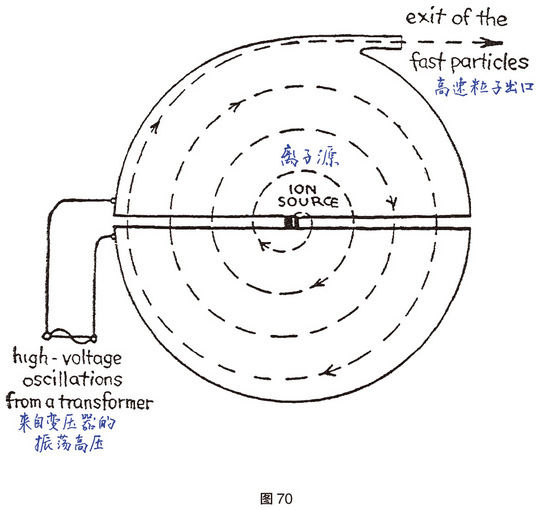 exit of the
fast particles
高速粒子出口
离子源
ION
SOURCE
high-voltage
oscillations
from a transformer
来自变压器的
振荡高压
图70